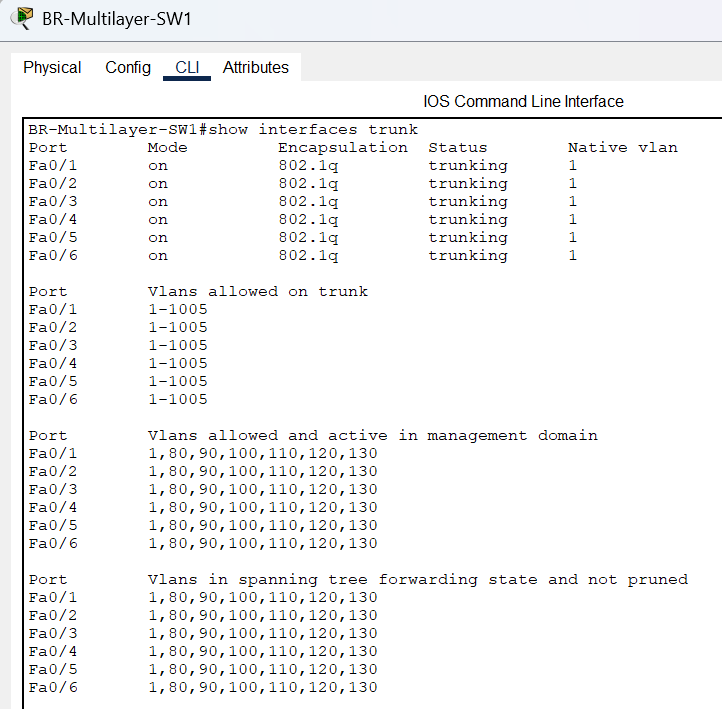 BR-Multilayer-SW1
Physical Config CLI Attributes
IOS Command Line Interface
BR-Multilayer-SW1#show interfaces trunk
Port Mode Encapsulation Status Native vlan
Fa0/1 on 802.1q trunking 1
Fa0/2 on 802.1q trunking 1
Fa0/3 on 802.1q trunking 1
Fa0/4 on 802.1q trunking 1
Fa0/5 on 802.1q trunking 1
Fa0/6 on 802.1q trunking 1
Port Vlans allowed on trunk
Fa0/1 1-1005
Fa0/2 1-1005
Fa0/3 1-1005
Fa0/4 1-1005
Fa0/5 1-1005
Fa0/6 1-1005
Port Vlans allowed and active in management domain
Fa0/1 1,80,90,100,110,120,130
Fa0/2 1,80,90,100,110,120,130
Fa0/3 1,80,90,100,110,120,130
Fa0/4 1,80,90,100,110,120,130
Fa0/5 1,80,90,100,110,120,130
Fa0/6 1,80,90,100,110,120,130
Port Vlans in spanning tree forwarding state and not pruned
Fa0/1 1,80,90,100,110,120,130
Fa0/2 1,80,90,100,110,120,130
Fa0/3 1,80,90,100,110,120,130
Fa0/4 1,80,90,100,110,120,130
Fa0/5 1,80,90,100,110,120,130
Fa0/6 1,80,90,100,110,120,130